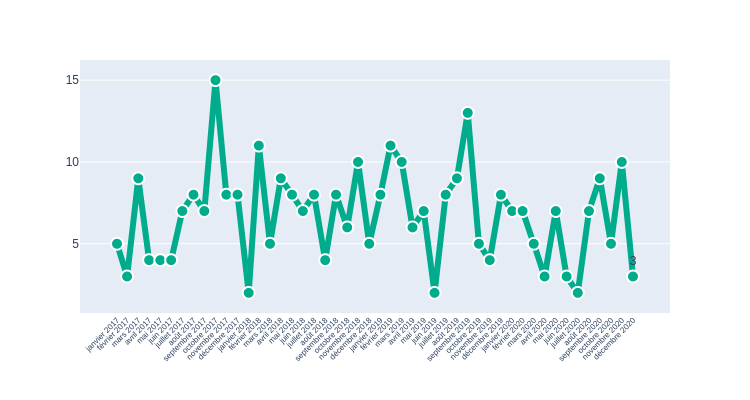 15
10
5
3
janvier 2017
février 2017
mars 2017
avril 2017
mai 2017
juin 2017
juillet 2017
août 2017
septembre 2017
octobre 2017
novembre 2017
décembre 2017
janvier 2018
février 2018
mars 2018
avril 2018
mai 2018
juin 2018
juillet 2018
août 2018
septembre 2018
octobre 2018
novembre 2018
décembre 2018
janvier 2019
février 2019
mars 2019
avril 2019
mai 2019
juin 2019
juillet 2019
août 2019
septembre 2019
octobre 2019
novembre 2019
décembre 2019
janvier 2020
février 2020
mars 2020
avril 2020
mai 2020
juin 2020
juillet 2020
août 2020
septembre 2020
octobre 2020
novembre 2020
décembre 2020